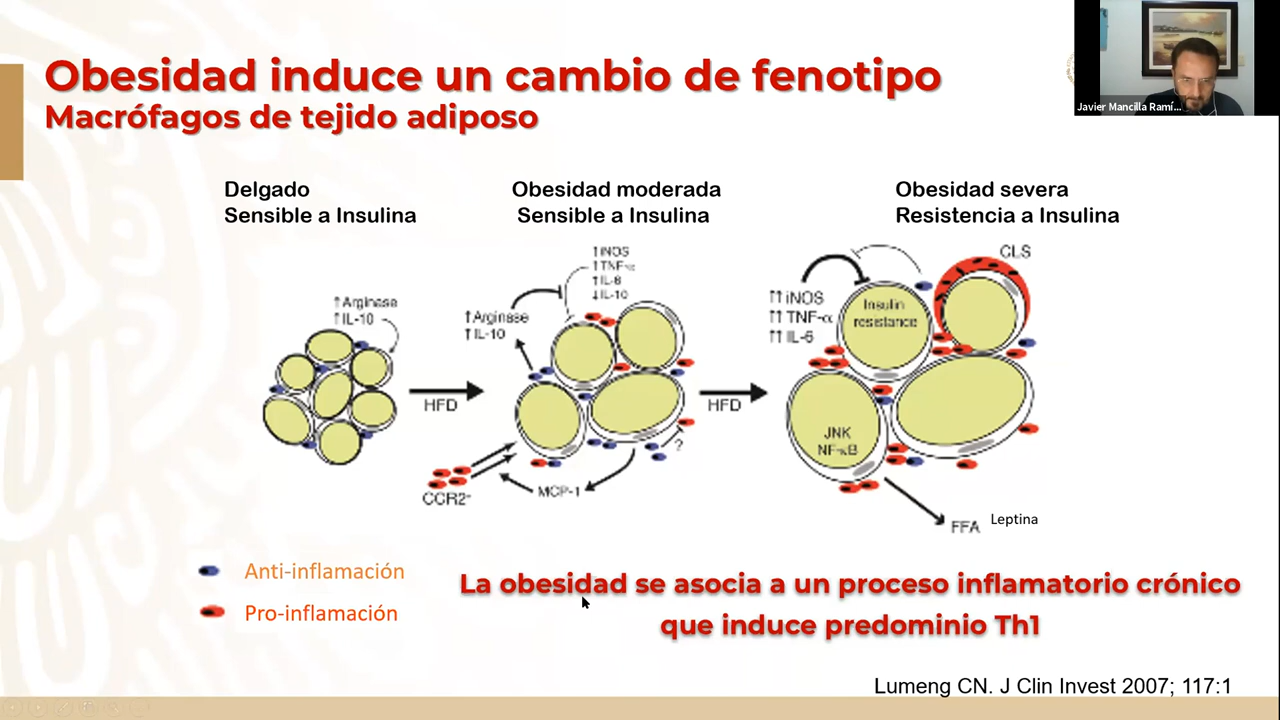 Obesidad induce un cambio de fenotipo
Macrófagos de tejido adiposo
Javier Mancilla Ramí...
Delgado
Sensible a Insulina
Obesidad moderada
Sensible a Insulina
Obesidad severa
Resistencia a Insulina
↑Arginase
↑IL-10
HFD
↑iNOS
↑TNF-α
↑IL-6
↓IL-10
↑Arginase
↑IL-10
CCR2⁺
MCP-1
?
HFD
↑↑ iNOS
↑↑ TNF-α
↑↑ IL-6
Insulin
resistance
CLS
JNK
NF-κB
FFA
Leptina
Anti-inflamación
Pro-inflamación
La obesidad se asocia a un proceso inflamatorio crónico
que induce predominio Th1
Lumeng CN. J Clin Invest 2007; 117:1